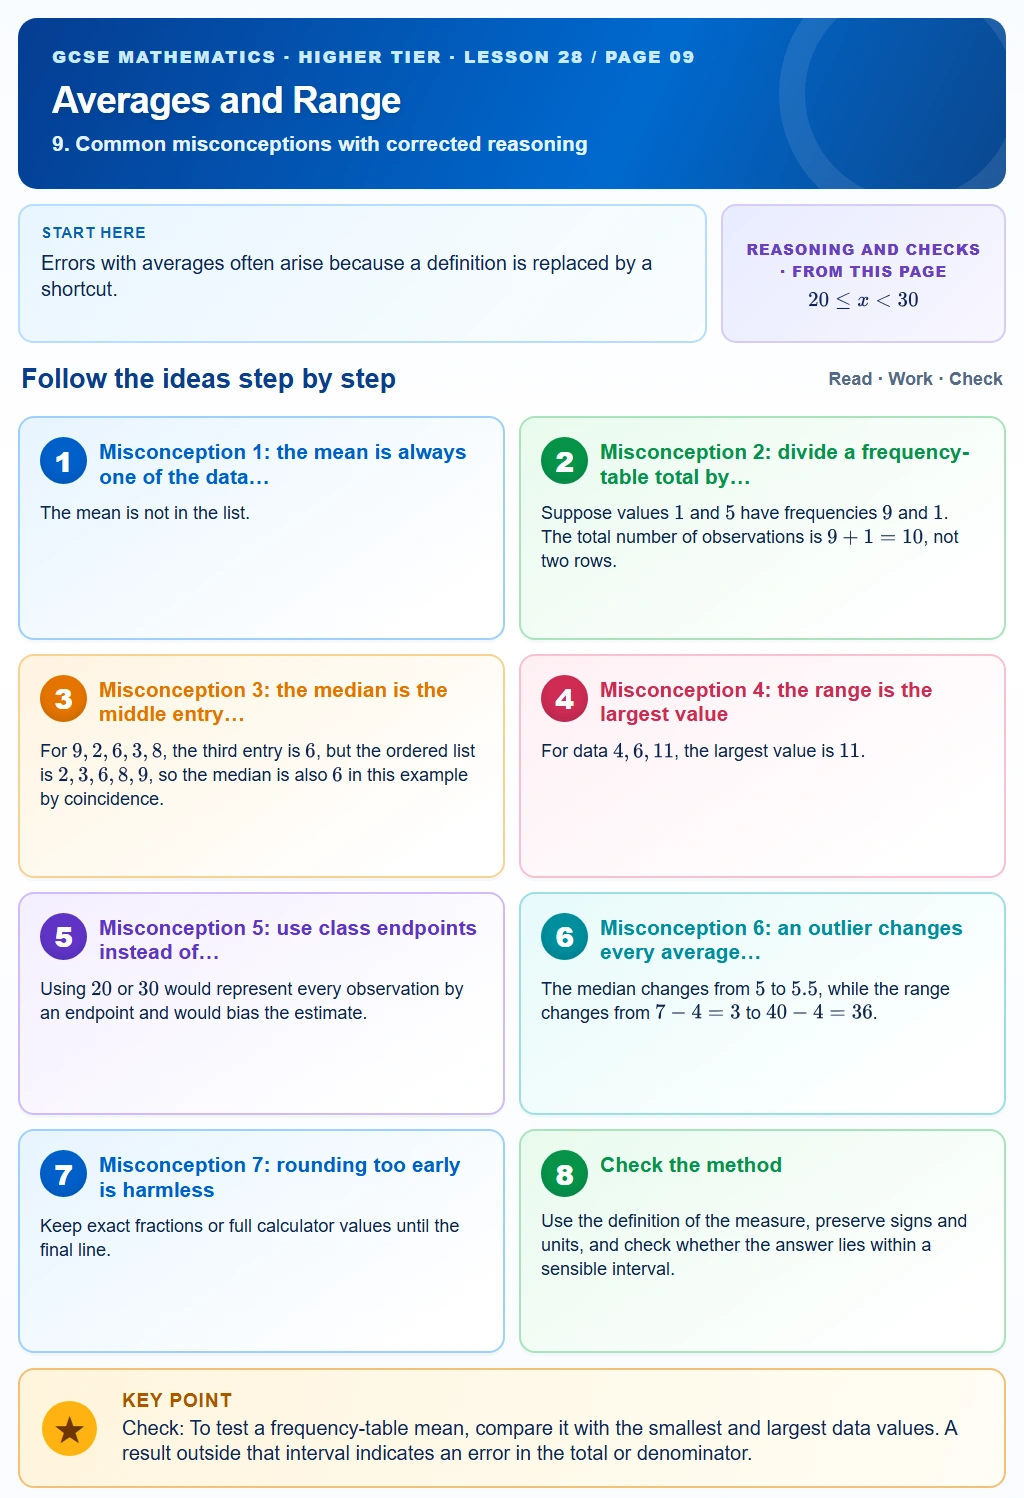 GCSE MATHEMATICS · HIGHER TIER · LESSON 28 / PAGE 09
Averages and Range
9. Common misconceptions with corrected reasoning
START HERE
Errors with averages often arise because a definition is replaced by a
shortcut.
REASONING AND CHECKS
· FROM THIS PAGE
20 ≤ x < 30
Follow the ideas step by step
Read · Work · Check
1
Misconception 1: the mean is always
one of the data…
The mean is not in the list.
2
Misconception 2: divide a frequency-
table total by…
Suppose values 1 and 5 have frequencies 9 and 1.
The total number of observations is 9 + 1 = 10, not
two rows.
3
Misconception 3: the median is the
middle entry…
For 9, 2, 6, 3, 8, the third entry is 6, but the ordered list
is 2, 3, 6, 8, 9, so the median is also 6 in this example
by coincidence.
4
Misconception 4: the range is the
largest value
For data 4, 6, 11, the largest value is 11.
5
Misconception 5: use class endpoints
instead of…
Using 20 or 30 would represent every observation by
an endpoint and would bias the estimate.
6
Misconception 6: an outlier changes
every average…
The median changes from 5 to 5.5, while the range
changes from 7 − 4 = 3 to 40 − 4 = 36.
7
Misconception 7: rounding too early
is harmless
Keep exact fractions or full calculator values until the
final line.
8
Check the method
Use the definition of the measure, preserve signs and
units, and check whether the answer lies within a
sensible interval.
KEY POINT
Check: To test a frequency-table mean, compare it with the smallest and largest data values. A
result outside that interval indicates an error in the total or denominator.